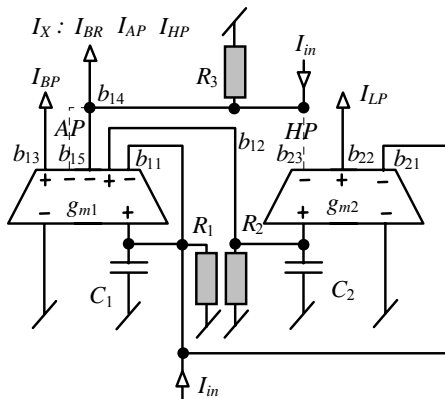 I_X : I_BR I_AP I_HP
I_in
I_BP
R_3
I_LP
b_14
AP
b_12
HP
b_13
b_15
b_11
b_23
b_22
b_21
+ − − + −
− − −
g_m1
g_m2
− +
− +
R_1
R_2
C_1
C_2
I_in